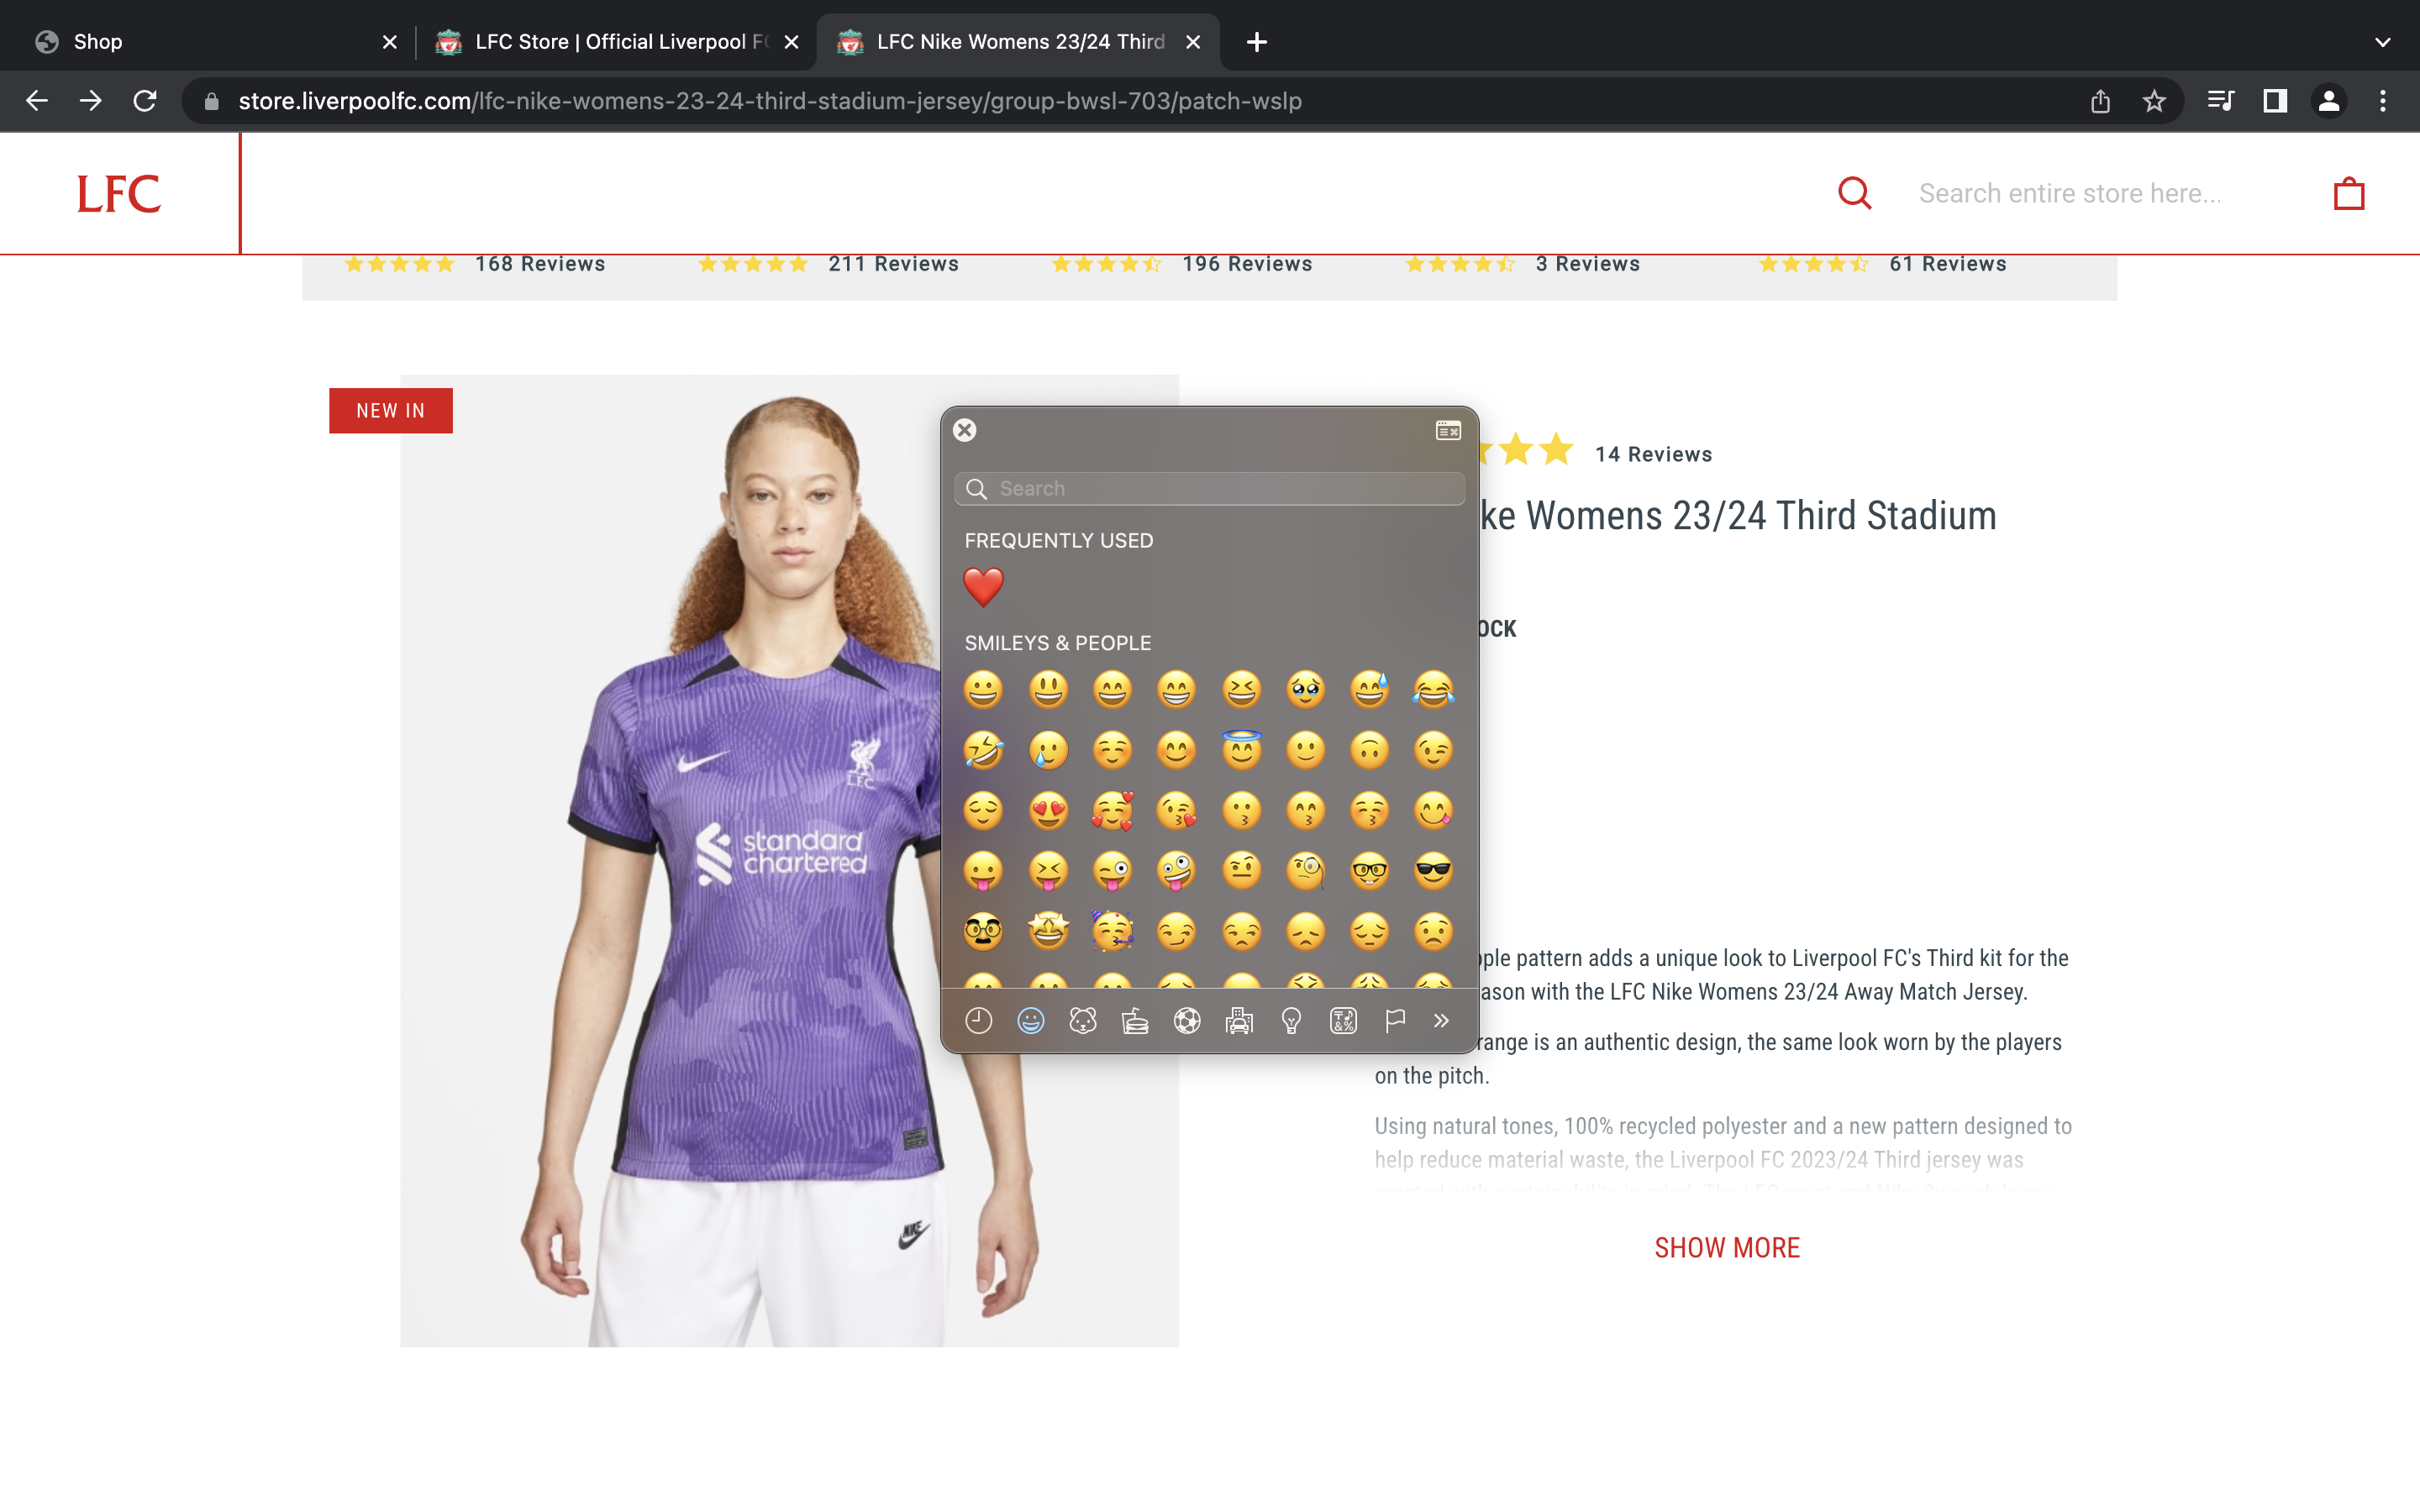 Shop
LFC Store | Official Liverpool F
LFC Nike Womens 23/24 Third
store.liverpoolfc.com/lfc-nike-womens-23-24-third-stadium-jersey/group-bwsl-703/patch-wslp
LFC
Search entire store here...
168 Reviews
211 Reviews
196 Reviews
3 Reviews
61 Reviews
NEW IN
14 Reviews
ke Womens 23/24 Third Stadium
OCK
Search
FREQUENTLY USED
SMILEYS & PEOPLE
LFC
standard
chartered
ple pattern adds a unique look to Liverpool FC's Third kit for the
ason with the LFC Nike Womens 23/24 Away Match Jersey.
range is an authentic design, the same look worn by the players
on the pitch.
Using natural tones, 100% recycled polyester and a new pattern designed to
help reduce material waste, the Liverpool FC 2023/24 Third jersey was
NIKE
SHOW MORE